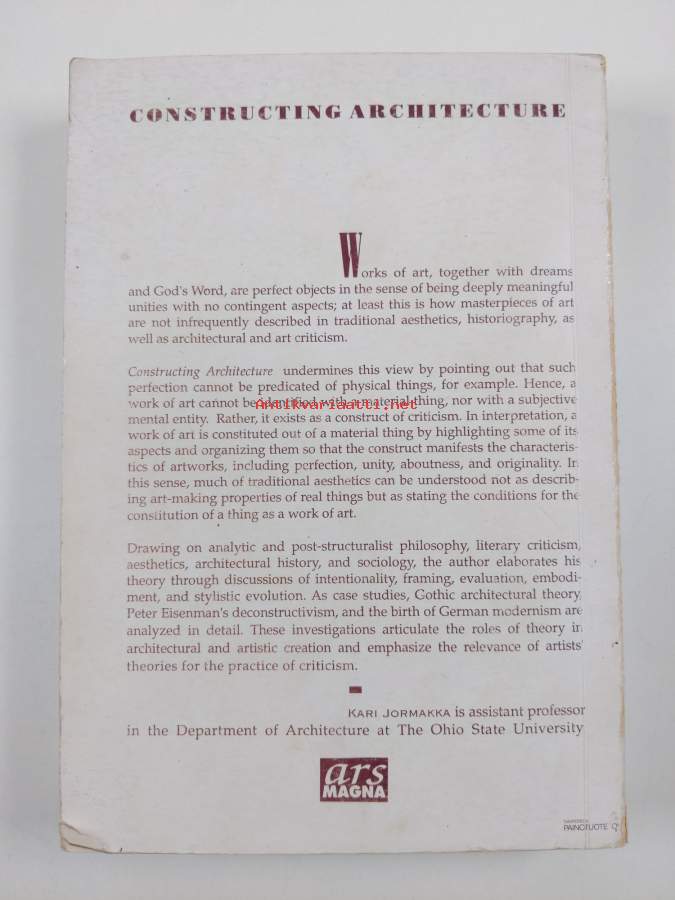 CONSTRUCTING ARCHITECTURE
Works of art, together with dreams
and God's Word, are perfect objects in the sense of being deeply meaningful
unities with no contingent aspects; at least this is how masterpieces of art
are not infrequently described in traditional aesthetics, historiography, as
well as architectural and art criticism.
Constructing Architecture undermines this view by pointing out that such
perfection cannot be predicated of physical things, for example. Hence, a
work of art cannot be identified with a material thing, nor with a subjective
Antikvariaatti.net
mental entity. Rather, it exists as a construct of criticism. In interpretation, a
work of art is constituted out of a material thing by highlighting some of its
aspects and organizing them so that the construct manifests the characteris-
tics of artworks, including perfection, unity, aboutness, and originality. In
this sense, much of traditional aesthetics can be understood not as describ-
ing art-making properties of real things but as stating the conditions for the
constitution of a thing as a work of art.
Drawing on analytic and post-structuralist philosophy, literary criticism,
aesthetics, architectural history, and sociology, the author elaborates his
theory through discussions of intentionality, framing, evaluation, embodi-
ment, and stylistic evolution. As case studies, Gothic architectural theory,
Peter Eisenman's deconstructivism, and the birth of German modernism are
analyzed in detail. These investigations articulate the roles of theory in
architectural and artistic creation and emphasize the relevance of artists'
theories for the practice of criticism.
KARI JORMAKKA is assistant professor
in the Department of Architecture at The Ohio State University
ars
MAGNA
PAINOTUOTE